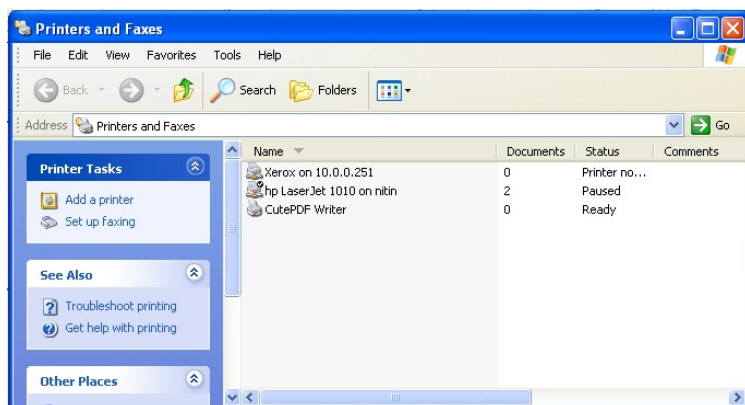 Printers and Faxes
File Edit View Favorites Tools Help
Back Search Folders
Address Printers and Faxes Go
Name Documents Status Comments
Xerox on 10.0.0.251 0 Printer no...
hp LaserJet 1010 on nitin 2 Paused
CutePDF Writer 0 Ready
Printer Tasks
Add a printer
Set up faxing
See Also
Troubleshoot printing
Get help with printing
Other Places